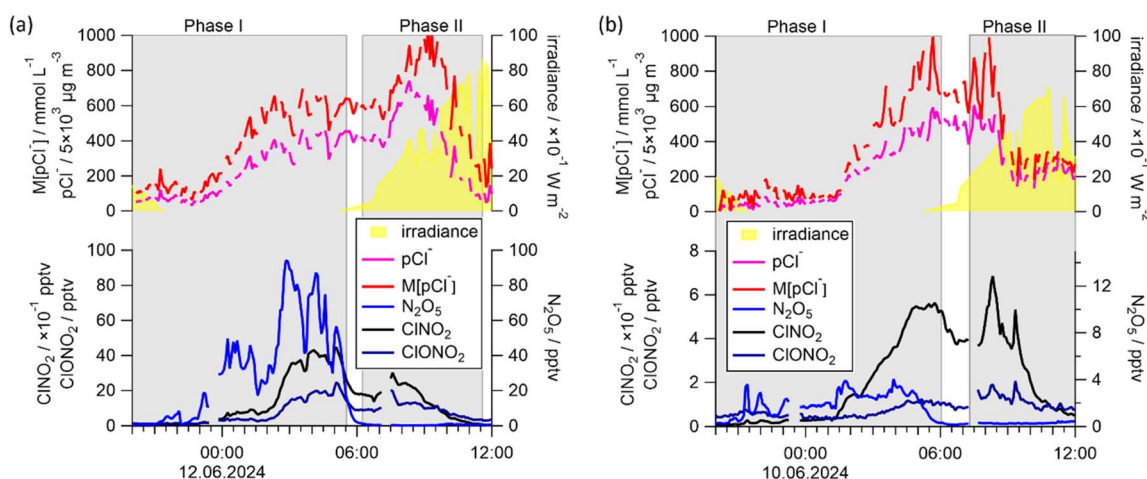 (a)
Phase I
Phase II
M[pCl⁻] / mmol L⁻¹
pCl⁻ / 5×10³ µg m⁻³
1000
800
600
400
200
0
100
80
60
40
20
0
irradiance / ×10⁻¹ W m⁻²
ClNO₂ / ×10⁻¹ pptv
ClONO₂ / pptv
100
80
60
40
20
0
irradiance
pCl⁻
M[pCl⁻]
N₂O₅
ClNO₂
ClONO₂
100
80
60
40
20
0
N₂O₅ / pptv
00:00
06:00
12:00
12.06.2024
(b)
Phase I
Phase II
M[pCl⁻] / mmol L⁻¹
pCl⁻ / 5×10³ µg m⁻³
1000
800
600
400
200
0
100
80
60
40
20
0
irradiance / ×10⁻¹ W m⁻²
ClNO₂ / ×10⁻¹ pptv
ClONO₂ / pptv
8
6
4
2
0
irradiance
pCl⁻
M[pCl⁻]
N₂O₅
ClNO₂
ClONO₂
12
8
4
0
N₂O₅ / pptv
00:00
06:00
12:00
10.06.2024